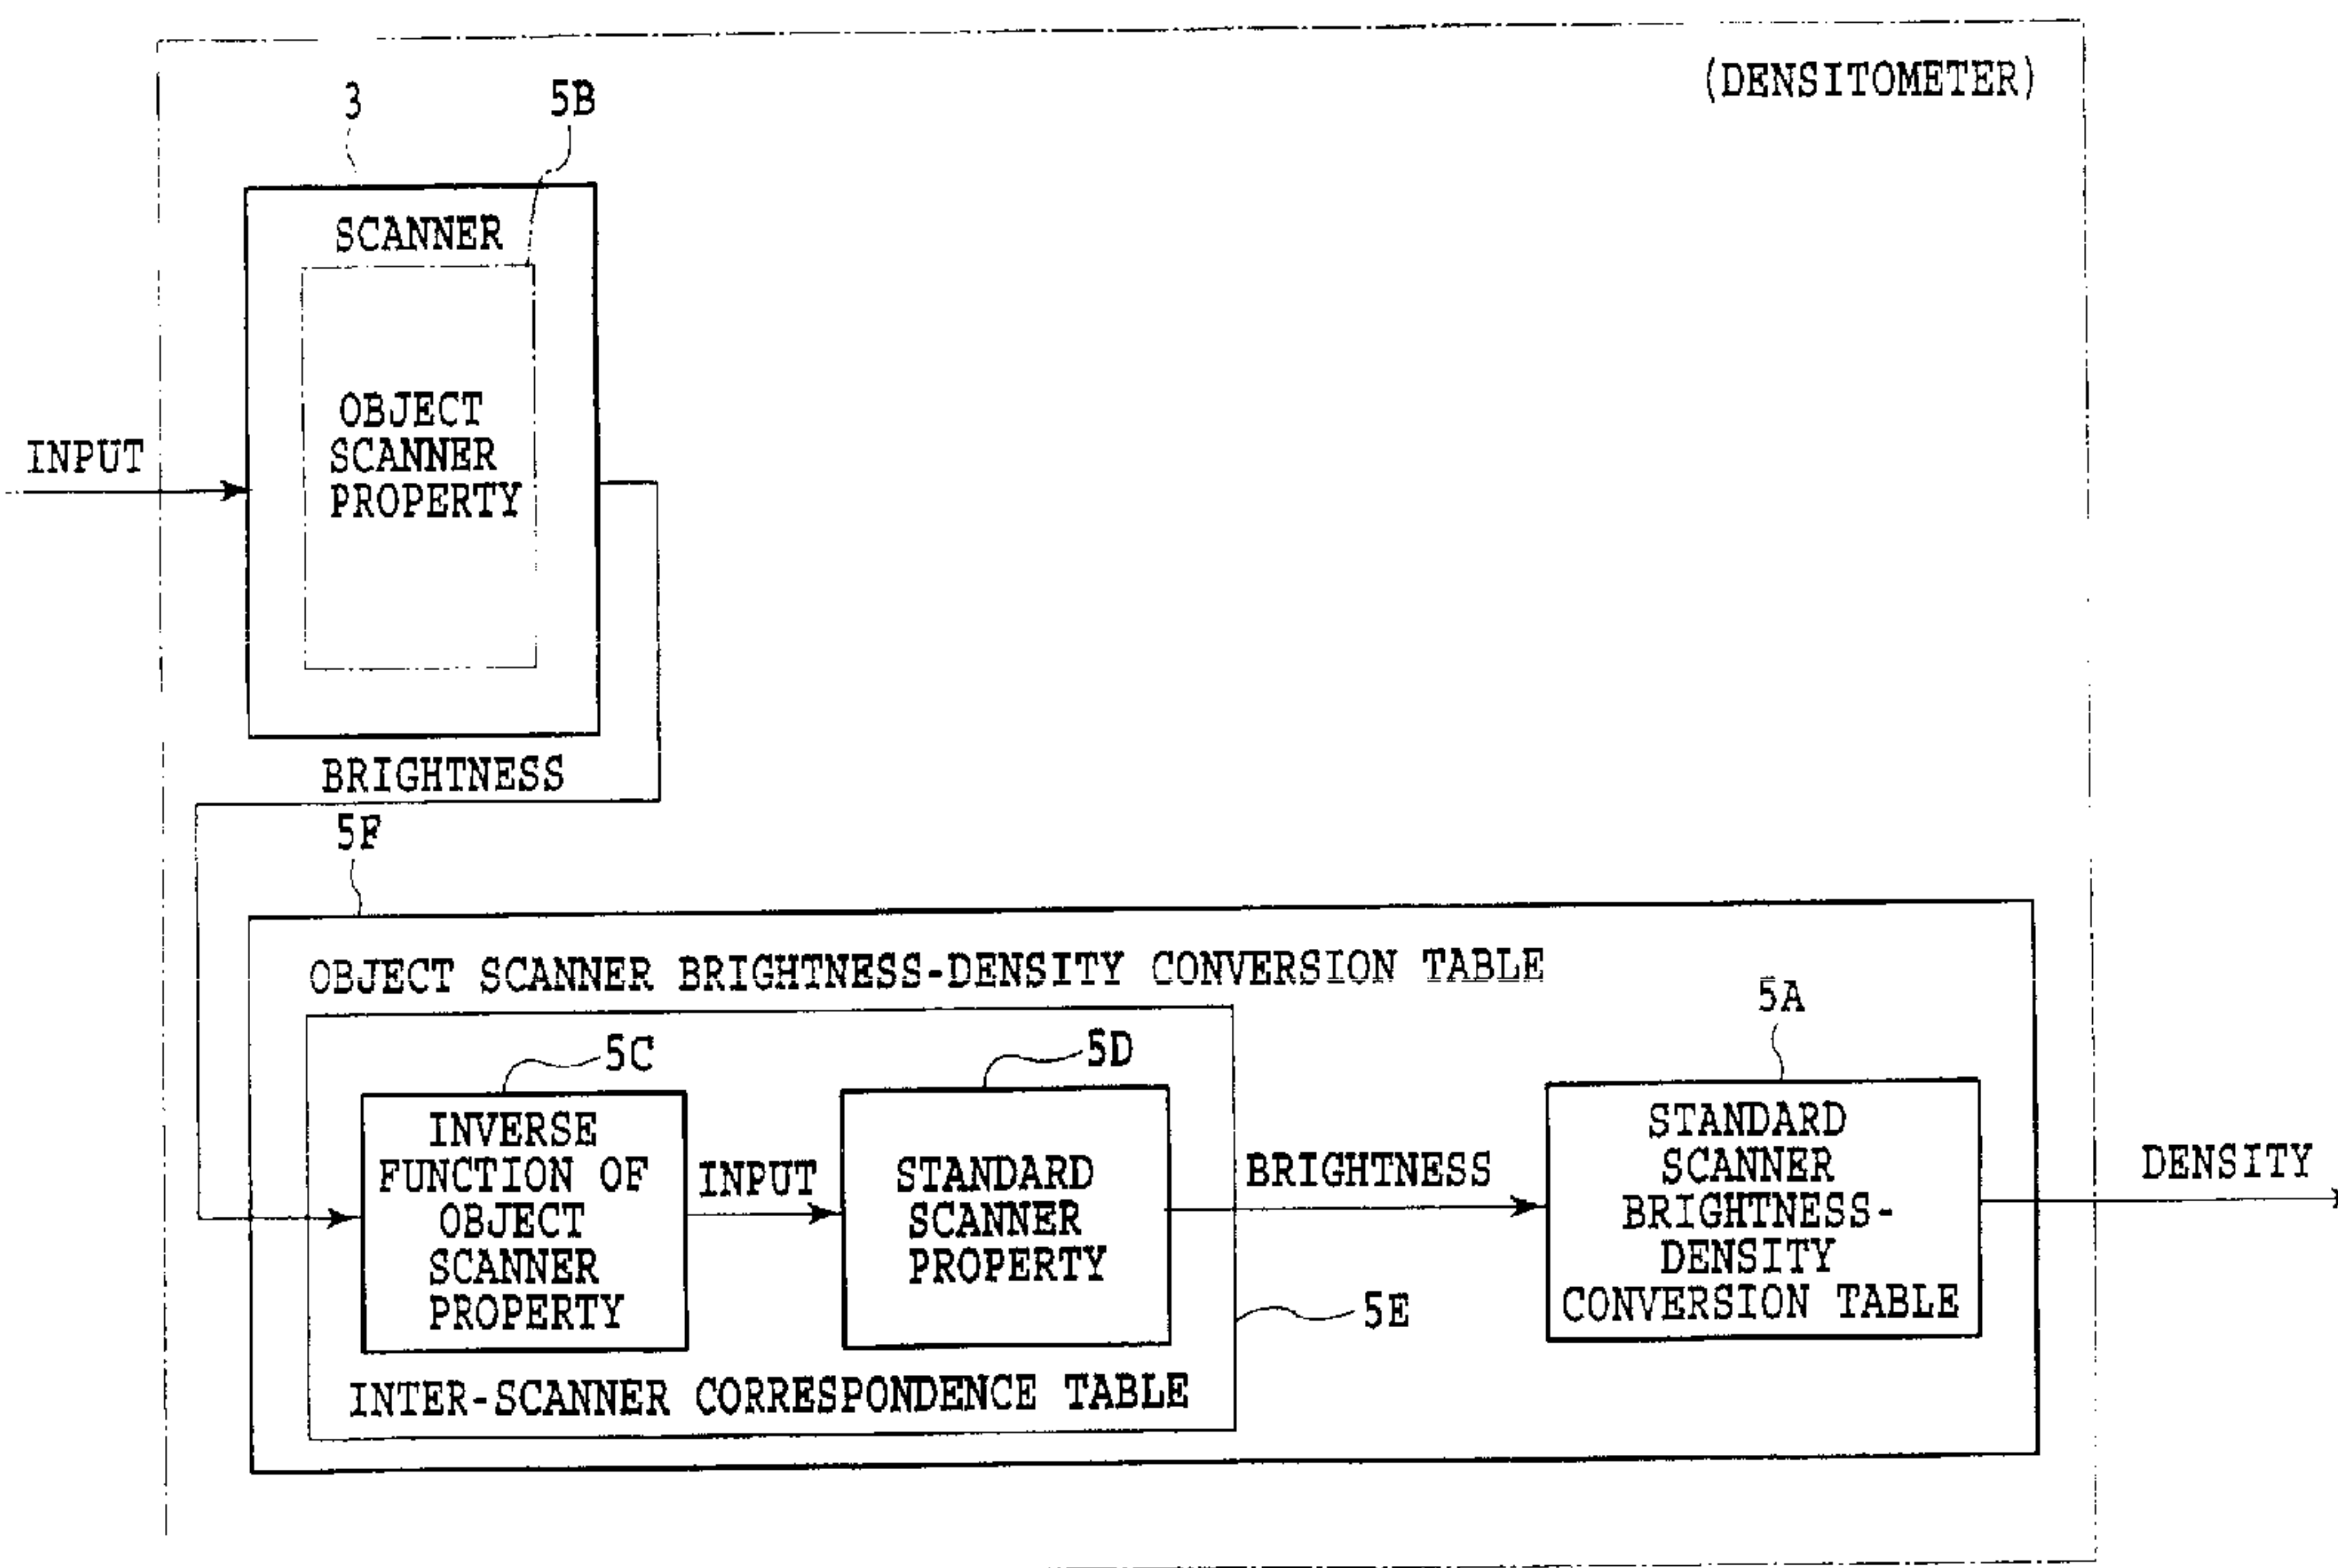 (DENSITOMETER)
3
5B
SCANNER
OBJECT
SCANNER
PROPERTY
INPUT
BRIGHTNESS
5F
OBJECT SCANNER BRIGHTNESS-DENSITY CONVERSION TABLE
5A
5C
5D
INVERSE
FUNCTION OF
OBJECT
SCANNER
PROPERTY
INPUT
STANDARD
SCANNER
PROPERTY
BRIGHTNESS
STANDARD
SCANNER
BRIGHTNESS-
DENSITY
CONVERSION TABLE
DENSITY
5E
INTER-SCANNER CORRESPONDENCE TABLE